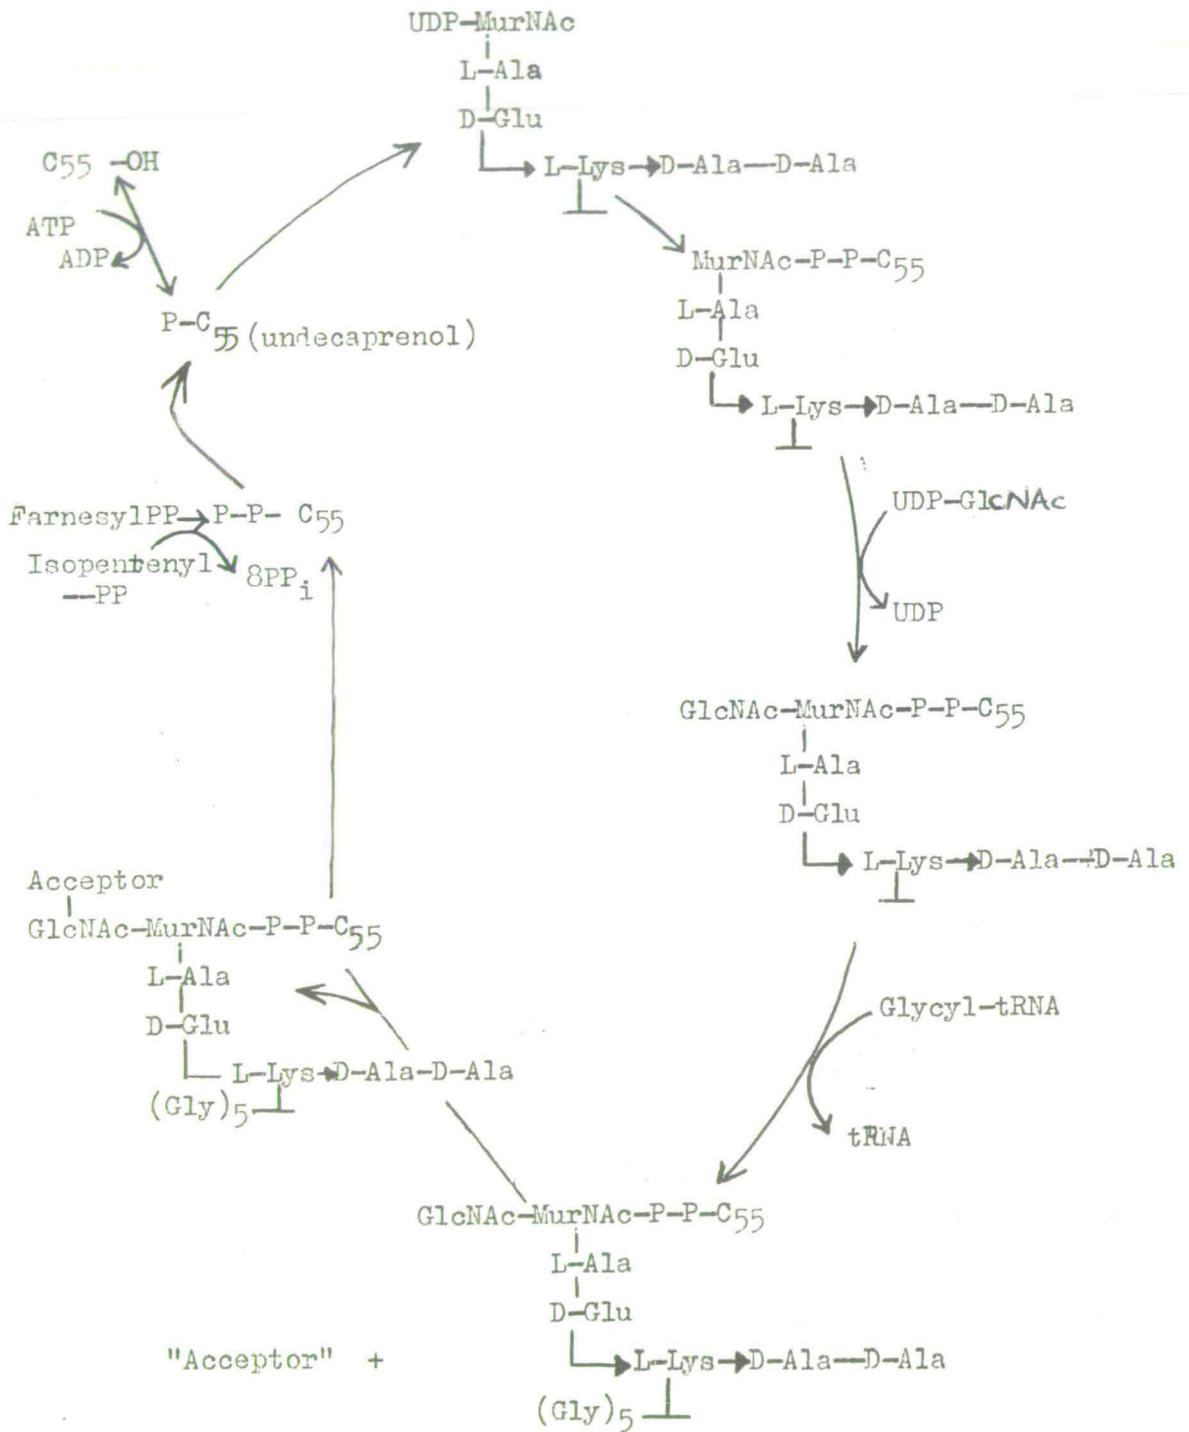 UDP-MurNAc
L-Ala
D-Glu
L-Lys D-Ala-D-Ala
C55 -OH
ATP
ADP
P-C55 (undecaprenol)
MurNAc-P-P-C55
L-Ala
D-Glu
L-Lys D-Ala-D-Ala
UDP-GlcNAc
UDP
FarnesylPP P-P- C55
Isopentenyl
-PP
8PPi
GlcNAc-MurNAc-P-P-C55
L-Ala
D-Glu
L-Lys D-Ala-D-Ala
Glycyl-tRNA
tRNA
Acceptor
GlcNAc-MurNAc-P-P-C55
L-Ala
D-Glu
L-Lys D-Ala-D-Ala
(Gly)5
GlcNAc-MurNAc-P-P-C55
L-Ala
D-Glu
"Acceptor" +
L-Lys D-Ala-D-Ala
(Gly)5